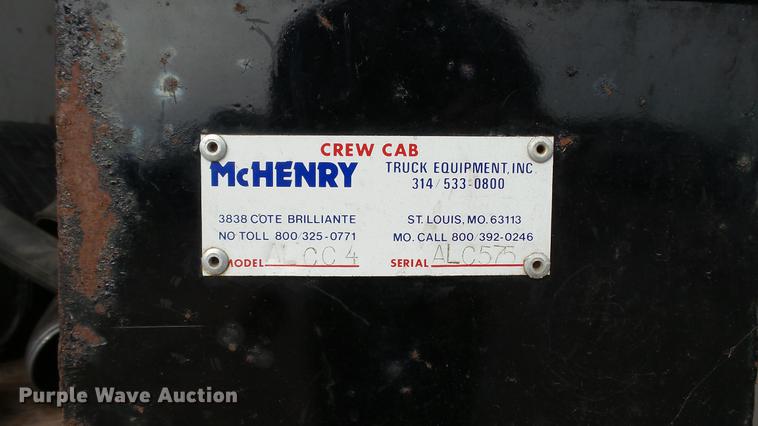 CREW CAB
McHENRY TRUCK EQUIPMENT, INC
314/533-0800
3838 COTE BRILLIANTE ST. LOUIS, MO. 63113
NO TOLL 800/325-0771 MO. CALL 800/392-0246
MODEL ALCC4 SERIAL ALC575
Purple Wave Auction